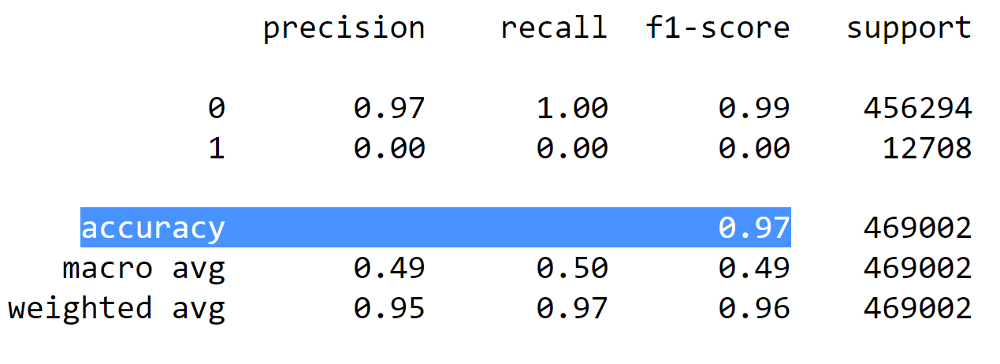 precision recall f1-score support
0 0.97 1.00 0.99 456294
1 0.00 0.00 0.00 12708
accuracy 0.97 469002
macro avg 0.49 0.50 0.49 469002
weighted avg 0.95 0.97 0.96 469002